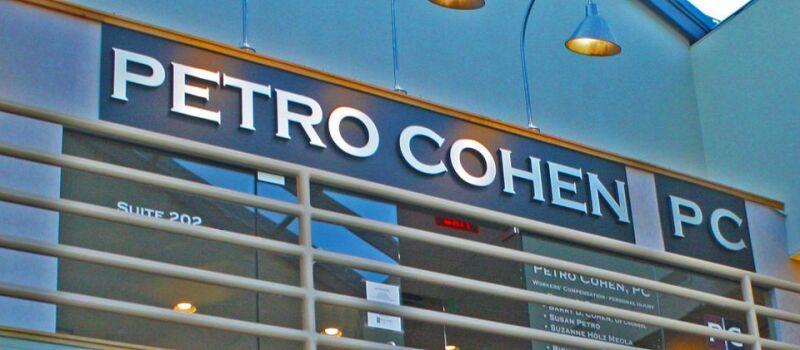 PETRO COHEN PC
SUITE 202
EXIT
PETRO COHEN, PC
WORKERS' COMPENSATION · PERSONAL INJURY
• BARRY D. COHEN, OF COUNSEL
• SUSAN PETRO
• SUZANNE HOLZ MEOLA
P|C